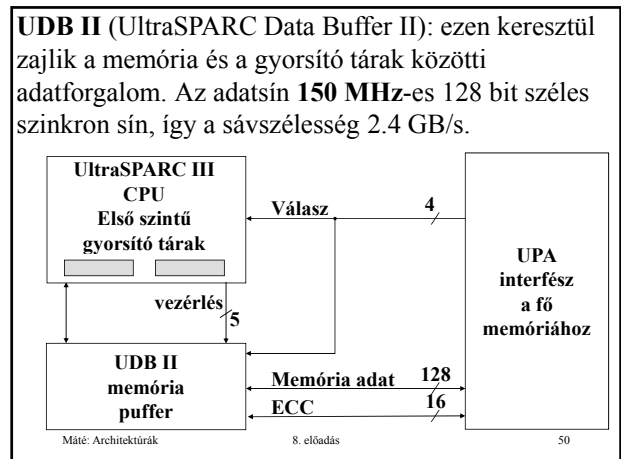 UDB II (UltraSPARC Data Buffer II): ezen keresztül
zajlik a memória és a gyorsító tárak közötti
adatforgalom. Az adatsín 150 MHz-es 128 bit széles
szinkron sín, így a sávszélesség 2.4 GB/s.
UltraSPARC III
CPU
Első szintű
gyorsító tárak
Válasz
4
UPA
interfész
a fő
memóriához
vezérlés
5
UDB II
memória
puffer
Memória adat
128
ECC
16
Máté: Architektúrák
8. előadás
50